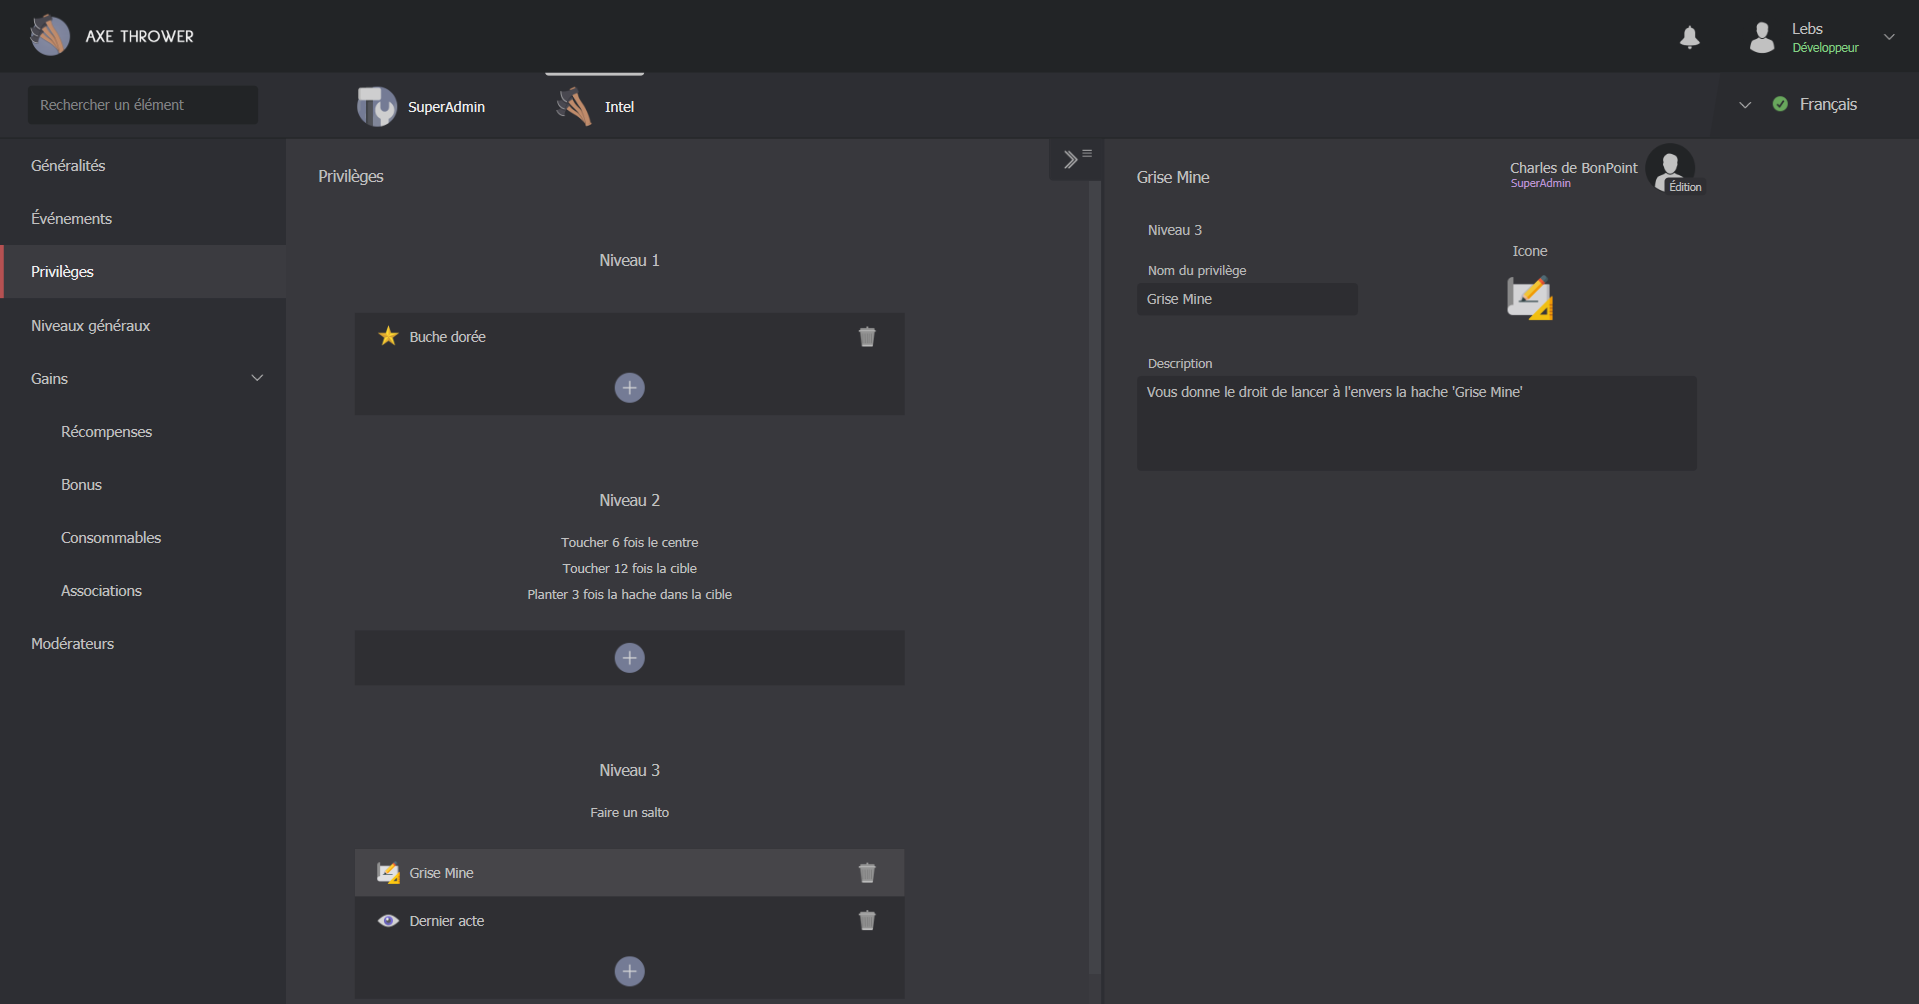 AXE THROWER
Lebs
Développeur
Rechercher un élément
SuperAdmin
Intel
Français
Généralités
Événements
Privilèges
Niveaux généraux
Gains
Récompenses
Bonus
Consommables
Associations
Modérateurs
Privilèges
Niveau 1
Buche dorée
Niveau 2
Toucher 6 fois le centre
Toucher 12 fois la cible
Planter 3 fois la hache dans la cible
Niveau 3
Faire un salto
Grise Mine
Dernier acte
Grise Mine
Charles de BonPoint
SuperAdmin
Édition
Niveau 3
Icone
Nom du privilège
Grise Mine
Description
Vous donne le droit de lancer à l'envers la hache 'Grise Mine'